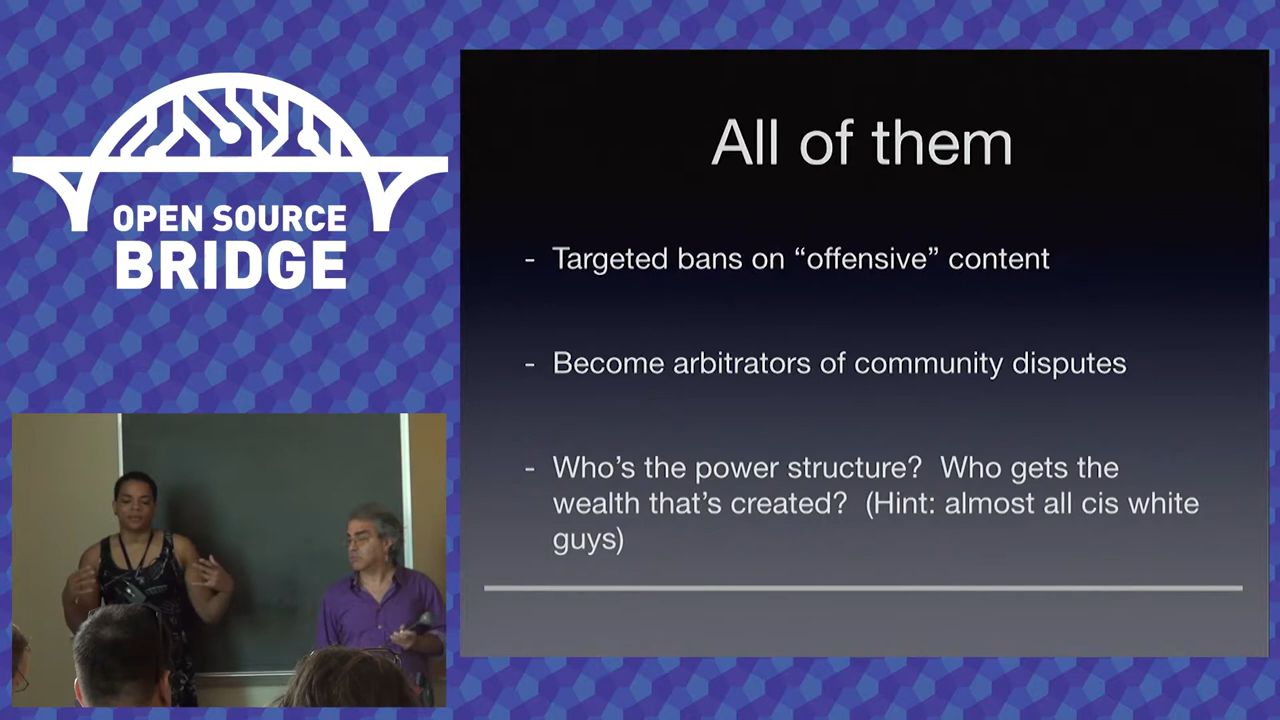 OPEN SOURCE
BRIDGE
All of them
- Targeted bans on “offensive” content
- Become arbitrators of community disputes
- Who’s the power structure?  Who gets the
wealth that’s created?  (Hint: almost all cis white
guys)